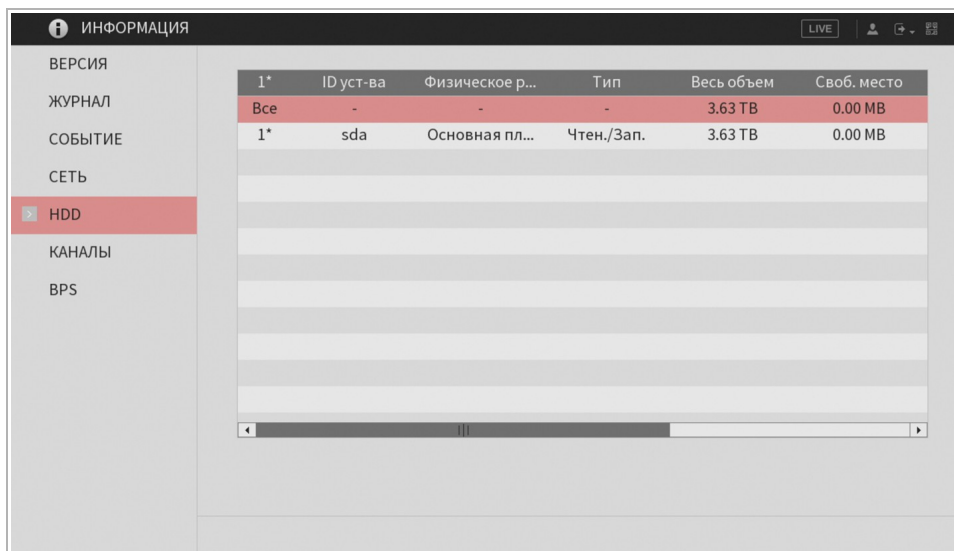 ИНФОРМАЦИЯ LIVE
ВЕРСИЯ
ЖУРНАЛ
СОБЫТИЕ
СЕТЬ
HDD
КАНАЛЫ
BPS
1* ID уст-ва Физическое р... Тип Весь объем Своб. место
Все - - - 3.63 TB 0.00 MB
1* sda Основная пл... Чтен./Зап. 3.63 TB 0.00 MB